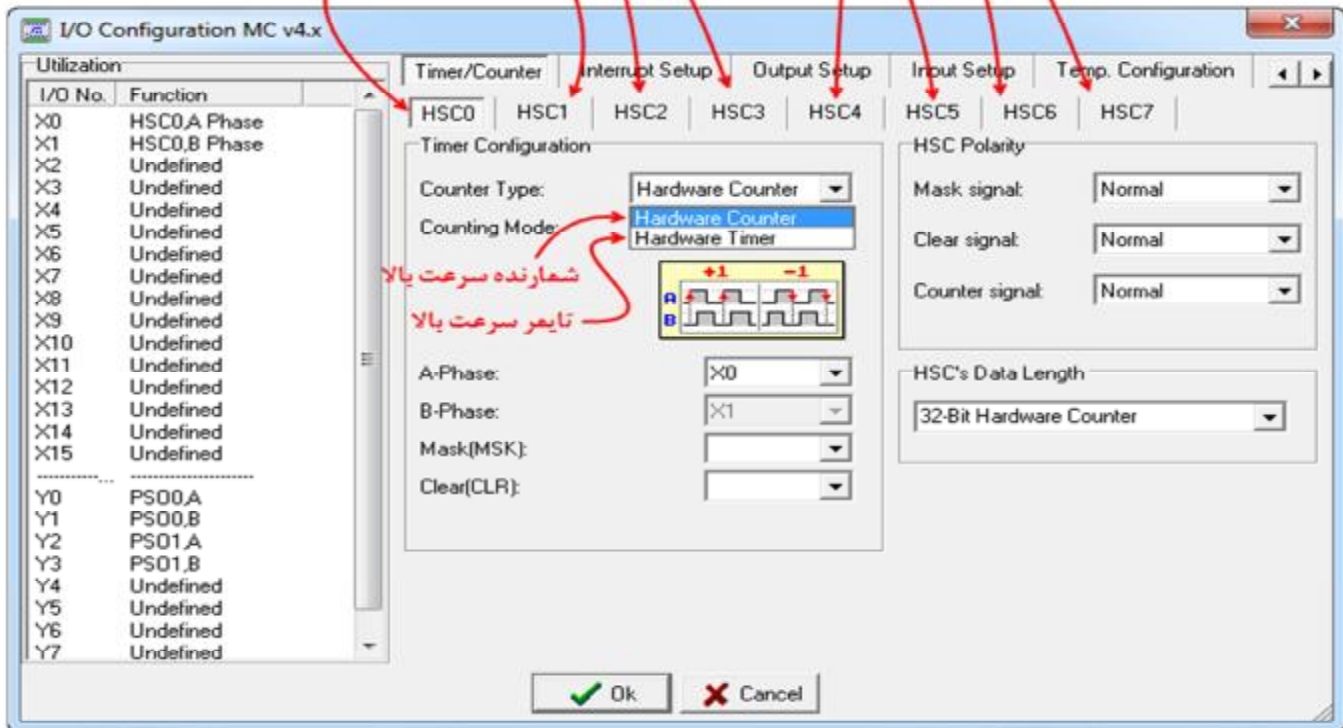 I/O Configuration MC v4.x
Utilization
I/O No. Function
X0 HSC0,A Phase
X1 HSC0,B Phase
X2 Undefined
X3 Undefined
X4 Undefined
X5 Undefined
X6 Undefined
X7 Undefined
X8 Undefined
X9 Undefined
X10 Undefined
X11 Undefined
X12 Undefined
X13 Undefined
X14 Undefined
X15 Undefined
Y0 PSO0,A
Y1 PSO0,B
Y2 PSO1,A
Y3 PSO1,B
Y4 Undefined
Y5 Undefined
Y6 Undefined
Y7 Undefined
Timer/Counter Interrupt Setup Output Setup Input Setup Temp. Configuration
HSC0 HSC1 HSC2 HSC3 HSC4 HSC5 HSC6 HSC7
Timer Configuration
Counter Type: Hardware Counter
Hardware Counter
Counting Mode:
Hardware Timer
شمارنده سرعت بالا
تایمر سرعت بالا
+1 -1
A
B
A-Phase: X0
B-Phase: X1
Mask(MSK):
Clear(CLR):
HSC Polarity
Mask signal: Normal
Clear signal: Normal
Counter signal: Normal
HSC's Data Length
32-Bit Hardware Counter
Ok Cancel